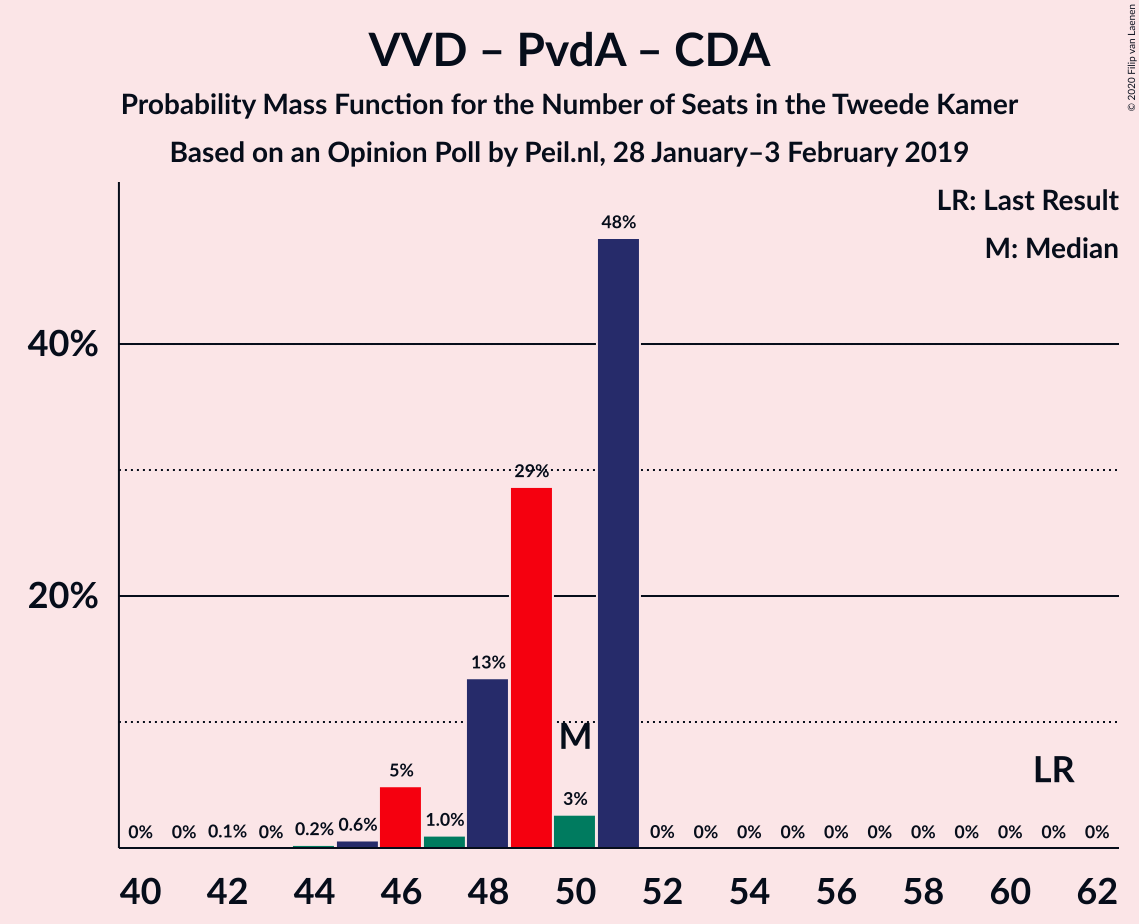 VVD – PvdA – CDA
Probability Mass Function for the Number of Seats in the Tweede Kamer
Based on an Opinion Poll by Peil.nl, 28 January–3 February 2019
© 2020 Filip van Laenen
LR: Last Result
M: Median
48%
40%
29%
20%
13%
M
LR
5%
3%
1.0%
0% 0% 0.1% 0% 0.2% 0.6% 0% 0% 0% 0% 0% 0% 0% 0% 0% 0% 0%
40 42 44 46 48 50 52 54 56 58 60 62